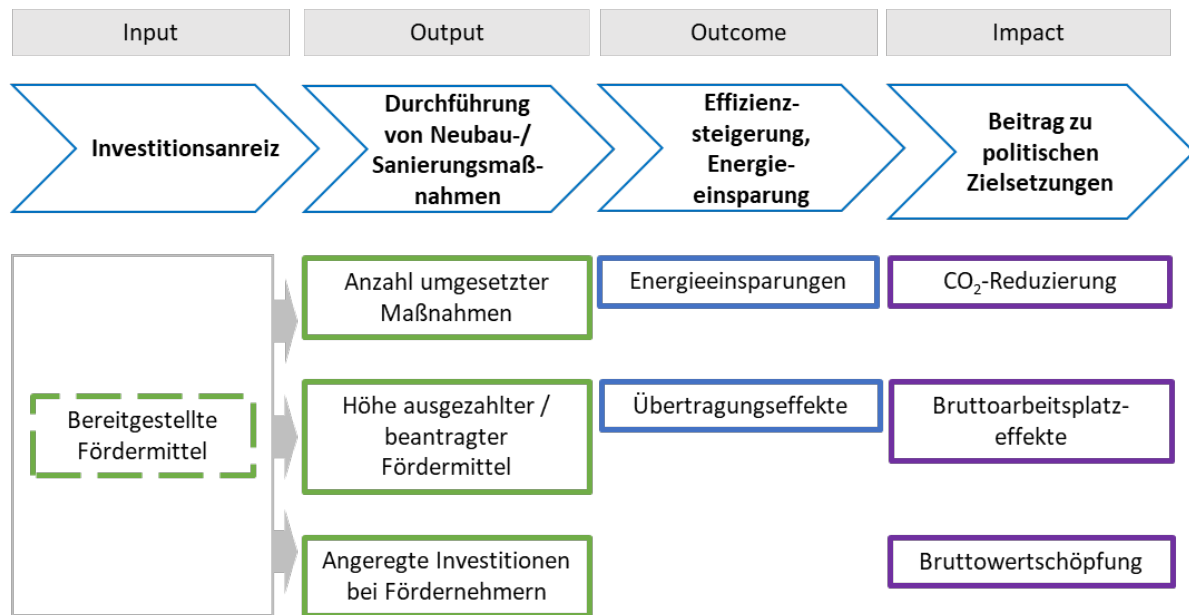 Input
Output
Outcome
Impact
Investitionsanreiz
Durchführung
von Neubau-/
Sanierungsmaß-
nahmen
Effizienz-
steigerung,
Energie-
einsparung
Beitrag zu
politischen
Zielsetzungen
Bereitgestellte
Fördermittel
Anzahl umgesetzter
Maßnahmen
Höhe ausgezahlter /
beantragter
Fördermittel
Angeregte Investitionen
bei Fördernehmern
Energieeinsparungen
Übertragungseffekte
CO₂-Reduzierung
Bruttoarbeitsplatz-
effekte
Bruttowertschöpfung